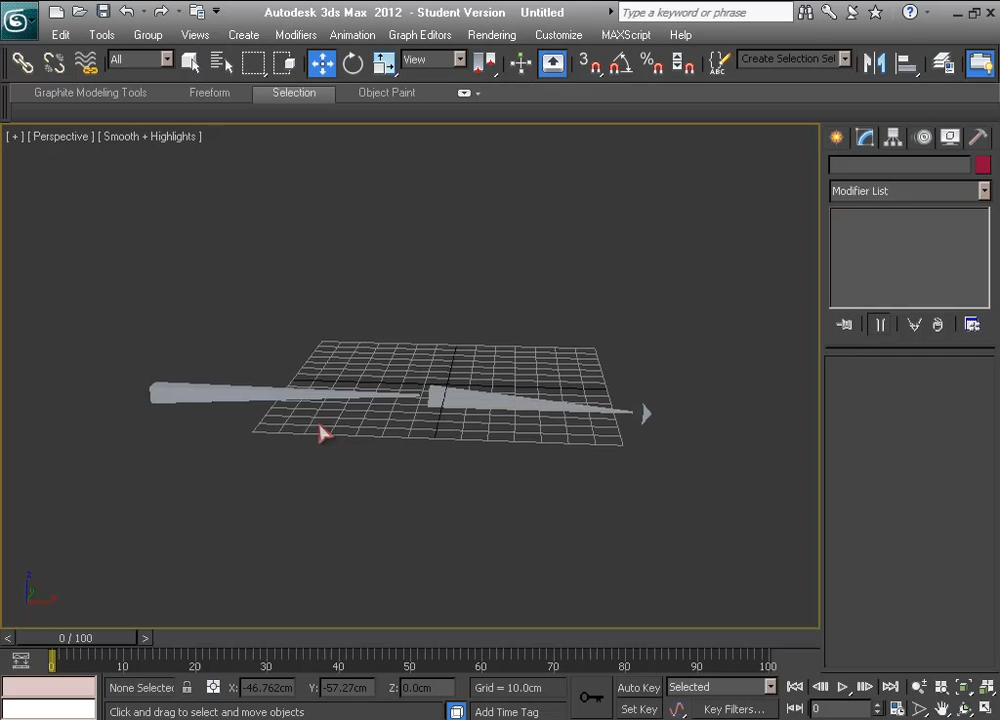 Autodesk 3ds Max 2012 - Student Version Untitled
Type a keyword or phrase
Edit Tools Group Views Create Modifiers Animation Graph Editors Rendering Customize MAXScript Help
All View 3 Create Selection Sel
Graphite Modeling Tools Freeform Selection Object Paint
[ + ] [ Perspective ] [ Smooth + Highlights ]
Modifier List
z
x
< 0 / 100 >
0 10 20 30 40 50 60 70 80 90 100
None Selected X: -46.762cm Y: -57.27cm Z: 0.0cm Grid = 10.0cm Auto Key Selected
Click and drag to select and move objects Add Time Tag Set Key Key Filters... 0